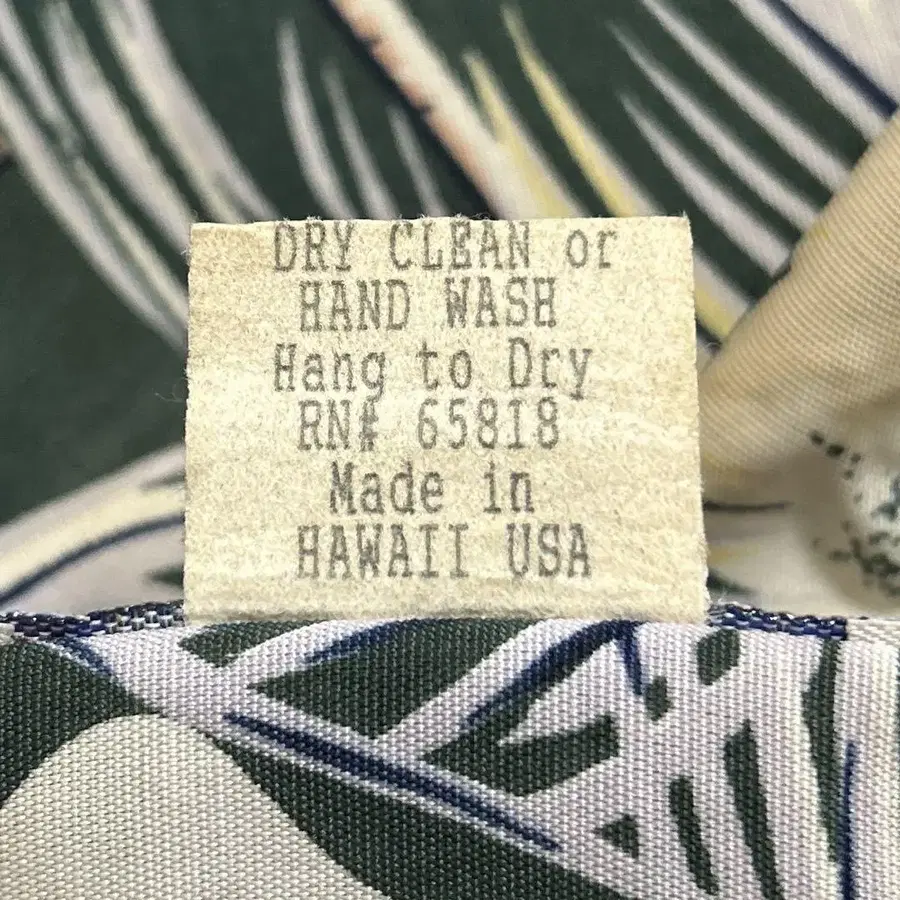 DRY CLEAN or
HAND WASH
Hang to Dry
RN# 65818
Made in
HAWAII USA